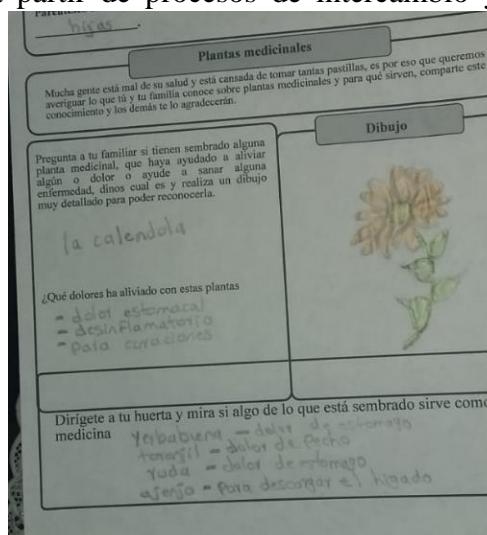 partir de procesos de intercambio y
hijas
Plantas medicinales
Mucha gente está mal de su salud y está cansada de tomar tantas pastillas, es por eso que queremos
averiguar lo que tú y tu familia conoce sobre plantas medicinales y para qué sirven, comparte este
conocimiento y los demás te lo agradecerán.
Pregunta a tu familiar si tienen sembrado alguna
planta medicinal, que haya ayudado a aliviar
algún o dolor o ayude a sanar alguna
enfermedad, dinos cual es y realiza un dibujo
muy detallado para poder reconocerla.
la calendola
¿Qué dolores ha aliviado con estas plantas
- dolor estomacal
- desinflamatorio
- para curaciones
Dibujo
Dirígete a tu huerta y mira si algo de lo que está sembrado sirve como
medicina Yerbabuena - dolor de estomago
toronjil = dolor de Pecho
ruda = dolor de estomago
ajenjo = Para descargar el higado